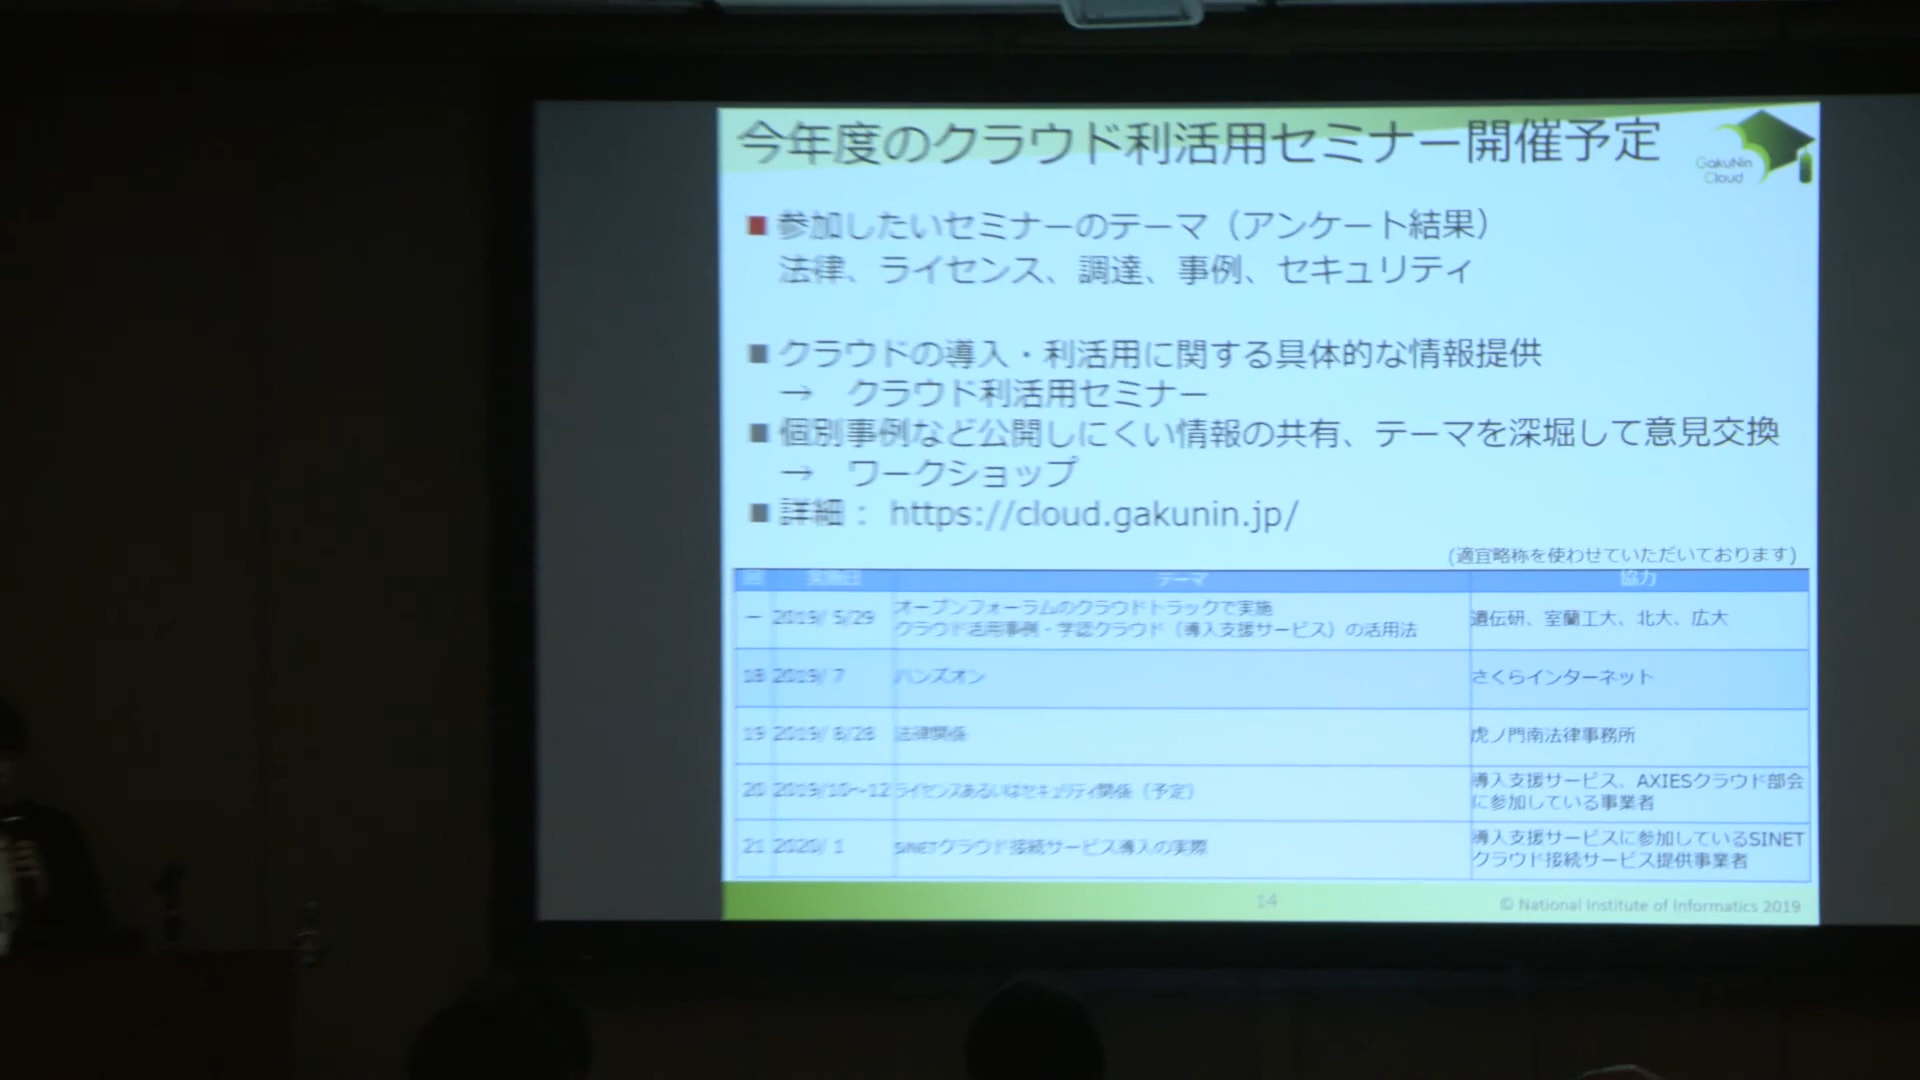 今年度のクラウド利活用セミナー開催予定
GakuNin
Cloud
■参加したいセミナーのテーマ（アンケート結果）
法律、ライセンス、調達、事例、セキュリティ
■クラウドの導入・利活用に関する具体的な情報提供
→ クラウド利活用セミナー
■個別事例など公開しにくい情報の共有、テーマを深堀して意見交換
→ ワークショップ
■詳細： https://cloud.gakunin.jp/
(適宜略称を使わせていただいております)
回 実施日 テーマ 協力
－ 2019/ 5/29 オープンフォーラムのクラウドトラックで実施
クラウド活用事例・学認クラウド（導入支援サービス）の活用法
遺伝研、室蘭工大、北大、広大
18 2019/ 7 ハンズオン さくらインターネット
19 2019/ 8/28 法律関係 虎ノ門南法律事務所
20 2019/10～12 ライセンスあるいはセキュリティ関係（予定）
導入支援サービス、AXIESクラウド部会
に参加している事業者
21 2020/ 1 SINETクラウド接続サービス導入の実際
導入支援サービスに参加しているSINET
クラウド接続サービス提供事業者
14
© National Institute of Informatics 2019